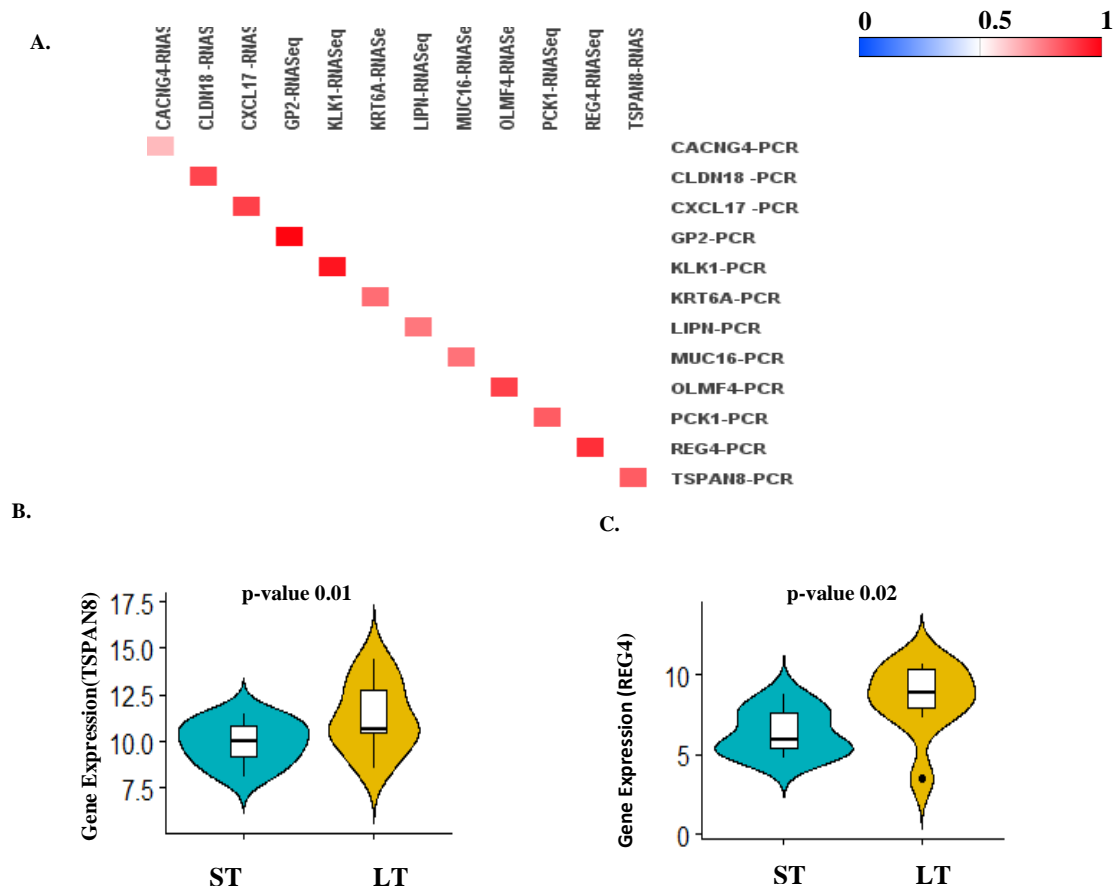 0 0.5 1
A.
CACNG4-RNAS
CLDN18 -RNAS
CXCL17 -RNAS
GP2-RNASeq
KLK1-RNASeq
KRT6A-RNASe
LIPN-RNASeq
MUC16-RNASe
OLMF4-RNASe
PCK1-RNASeq
REG4-RNASeq
TSPAN8-RNAS
CACNG4-PCR
CLDN18 -PCR
CXCL17 -PCR
GP2-PCR
KLK1-PCR
KRT6A-PCR
LIPN-PCR
MUC16-PCR
OLMF4-PCR
PCK1-PCR
REG4-PCR
TSPAN8-PCR
B.
p-value 0.01
Gene Expression(TSPAN8)
17.5
15.0
12.5
10.0
7.5
ST LT
C.
p-value 0.02
Gene Expression (REG4)
10
5
0
ST LT